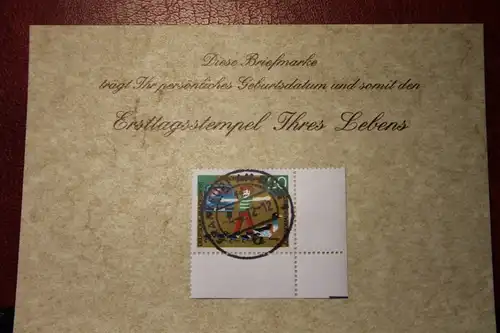 Diese Briefmarke
trägt Ihr persönliches Geburtsdatum und somit den
Ersttagsstempel Ihres Lebens